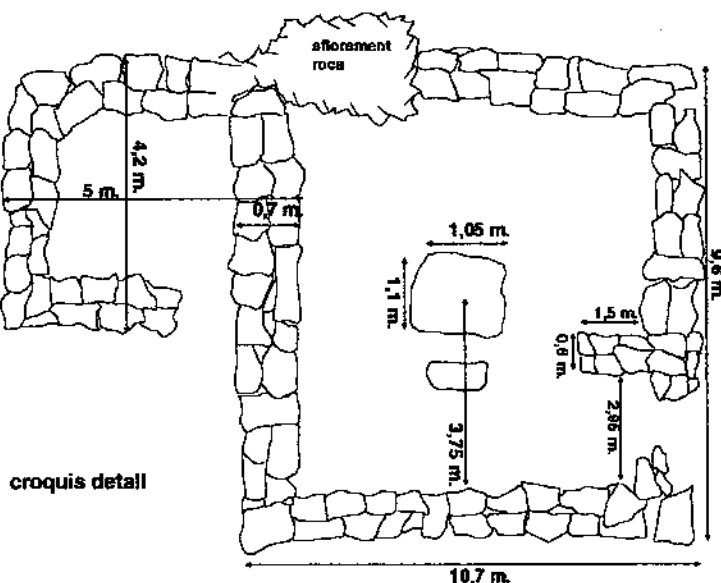 aflorament
roca
4,2 m.
5 m.
0,7 m.
1,05 m.
1,1 m.
1,5 m.
0,6 m.
9,6 m.
2,95 m.
3,75 m.
croquis detall
10,7 m.